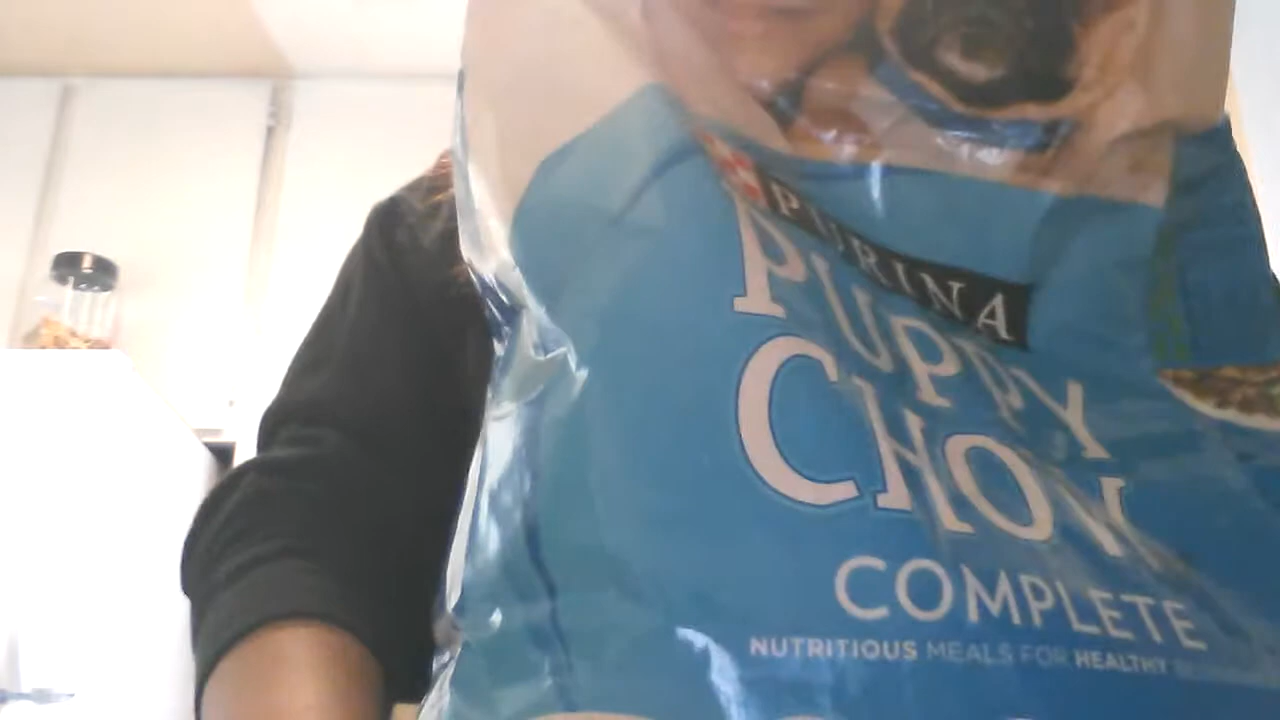 PURINA
PUPPY
CHOW
COMPLETE
NUTRITIOUS MEALS FOR HEALTHY